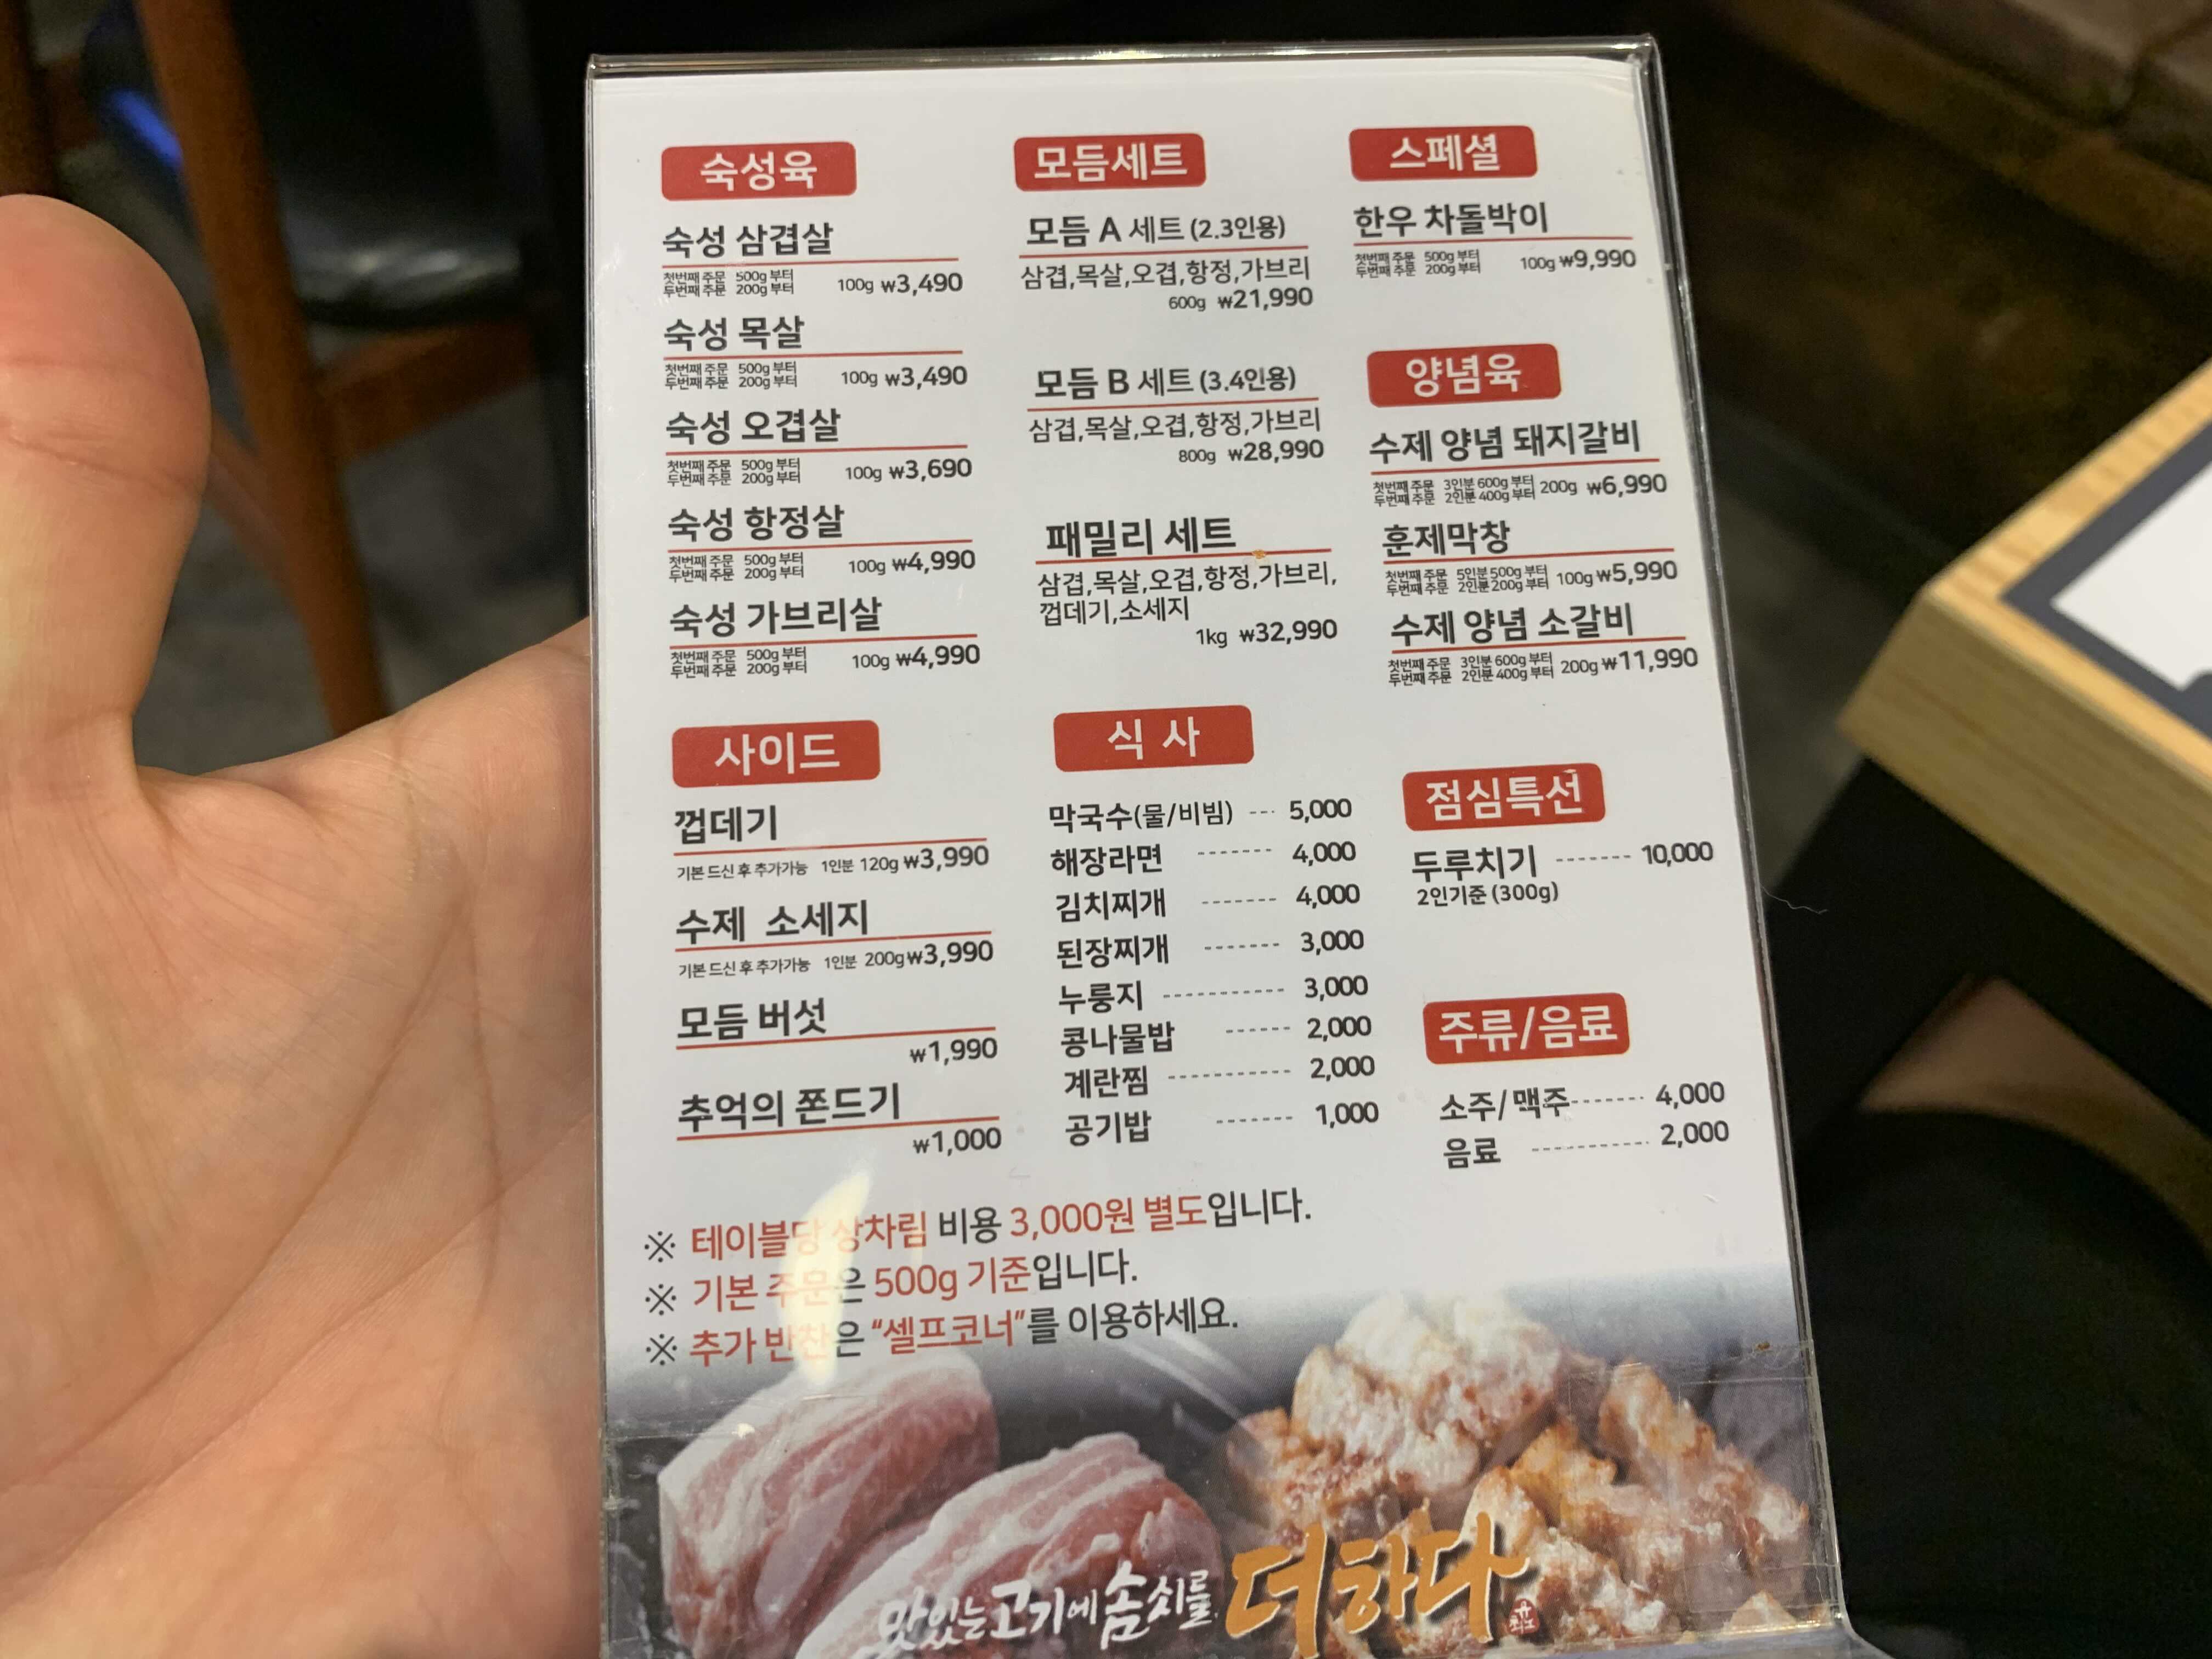 숙성육
숙성 삼겹살
첫번째 주문 500g 부터
두번째 주문 200g 부터
100g ₩3,490
숙성 목살
첫번째 주문 500g 부터
두번째 주문 200g 부터
100g ₩3,490
숙성 오겹살
첫번째 주문 500g 부터
두번째 주문 200g 부터
100g ₩3,690
숙성 항정살
첫번째 주문 500g 부터
두번째 주문 200g 부터
100g ₩4,990
숙성 가브리살
첫번째 주문 500g 부터
두번째 주문 200g 부터
100g ₩4,990
모듬세트
모듬 A 세트 (2.3인용)
삼겹,목살,오겹,항정,가브리
600g ₩21,990
모듬 B 세트 (3.4인용)
삼겹,목살,오겹,항정,가브리
800g ₩28,990
패밀리 세트
삼겹,목살,오겹,항정,가브리,
껍데기,소세지
1kg ₩32,990
스페셜
한우 차돌박이
첫번째 주문 500g 부터
두번째 주문 200g 부터
100g ₩9,990
양념육
수제 양념 돼지갈비
첫번째 주문 3인분 600g 부터
두번째 주문 2인분 400g 부터
200g ₩6,990
훈제막창
첫번째 주문 5인분 500g 부터
두번째 주문 2인분 200g 부터
100g ₩5,990
수제 양념 소갈비
첫번째 주문 3인분 600g 부터
두번째 주문 2인분 400g 부터
200g ₩11,990
사이드
껍데기
기본 드신 후 추가가능 1인분 120g ₩3,990
수제 소세지
기본 드신 후 추가가능 1인분 200g ₩3,990
모듬 버섯
₩1,990
추억의 쫀드기
₩1,000
식 사
막국수(물/비빔) --- 5,000
해장라면 ------- 4,000
김치찌개 ------- 4,000
된장찌개 ------- 3,000
누룽지 ----------- 3,000
콩나물밥 ------ 2,000
계란찜 ----------- 2,000
공기밥 ------- 1,000
점심특선
두루치기 ------- 10,000
2인기준 (300g)
주류/음료
소주/맥주 ------- 4,000
음료 ----------- 2,000
※ 테이블당 상차림 비용 3,000원 별도입니다.
※ 기본 주문은 500g 기준입니다.
※ 추가 반찬은 “셀프코너”를 이용하세요.
맛있는 고기에 솜씨를 더하다